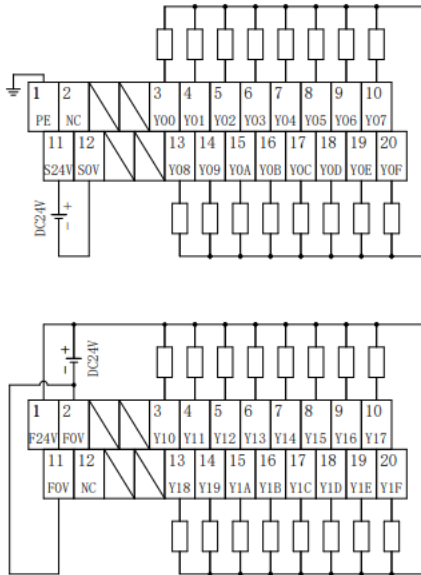 1 2 3 4 5 6 7 8 9 10
PE NC Y00 Y01 Y02 Y03 Y04 Y05 Y06 Y07
11 12 13 14 15 16 17 18 19 20
S24V S0V Y08 Y09 Y0A Y0B Y0C Y0D Y0E Y0F
DC24V + -
- + DC24V
1 2 3 4 5 6 7 8 9 10
F24V F0V Y10 Y11 Y12 Y13 Y14 Y15 Y16 Y17
11 12 13 14 15 16 17 18 19 20
F0V NC Y18 Y19 Y1A Y1B Y1C Y1D Y1E Y1F